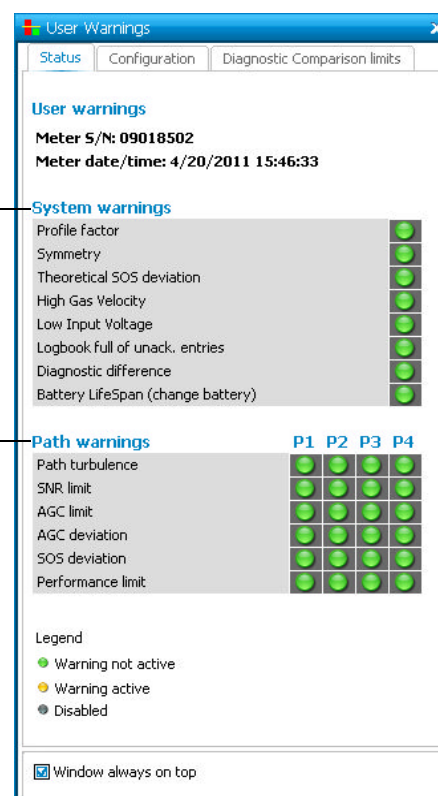 User Warnings
Status Configuration Diagnostic Comparison limits
User warnings
Meter S/N: 09018502
Meter date/time: 4/20/2011 15:46:33
System warnings
Profile factor
Symmetry
Theoretical SOS deviation
High Gas Velocity
Low Input Voltage
Logbook full of unack. entries
Diagnostic difference
Battery LifeSpan (change battery)
Path warnings P1 P2 P3 P4
Path turbulence
SNR limit
AGC limit
AGC deviation
SOS deviation
Performance limit
Legend
Warning not active
Warning active
Disabled
Window always on top